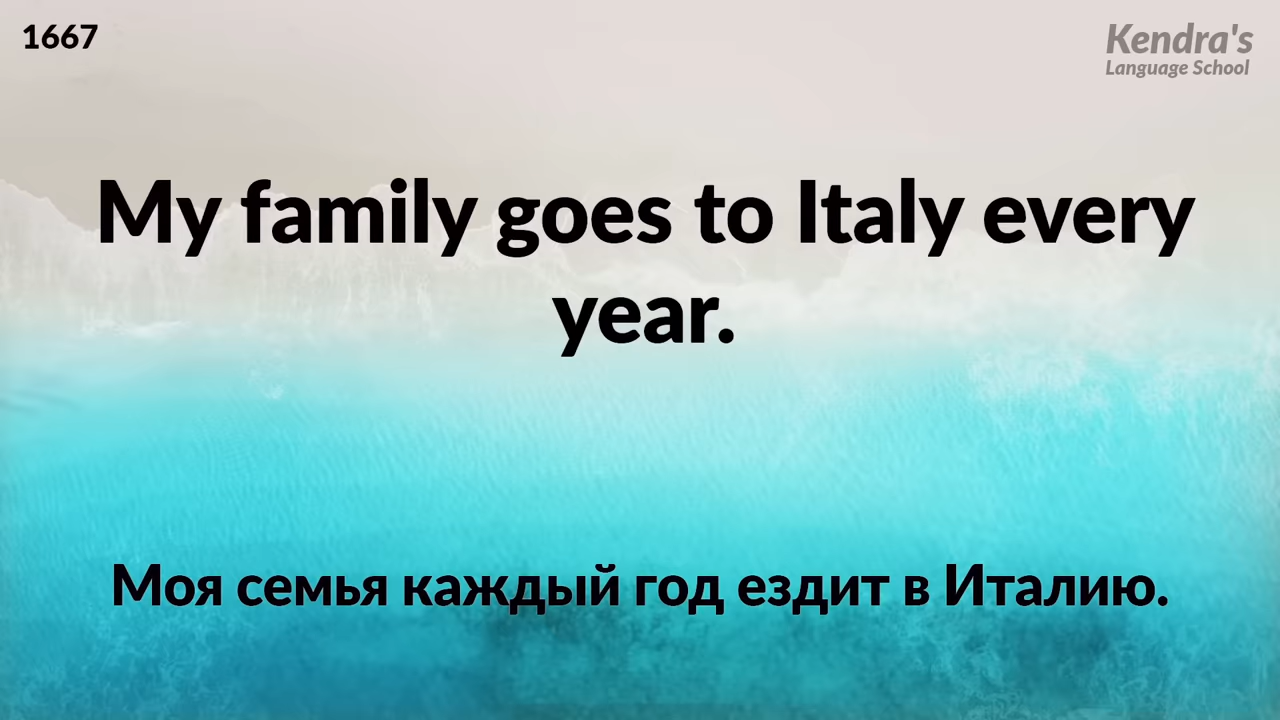 1667
Kendra's
Language School
My family goes to Italy every
year.
Моя семья каждый год ездит в Италию.